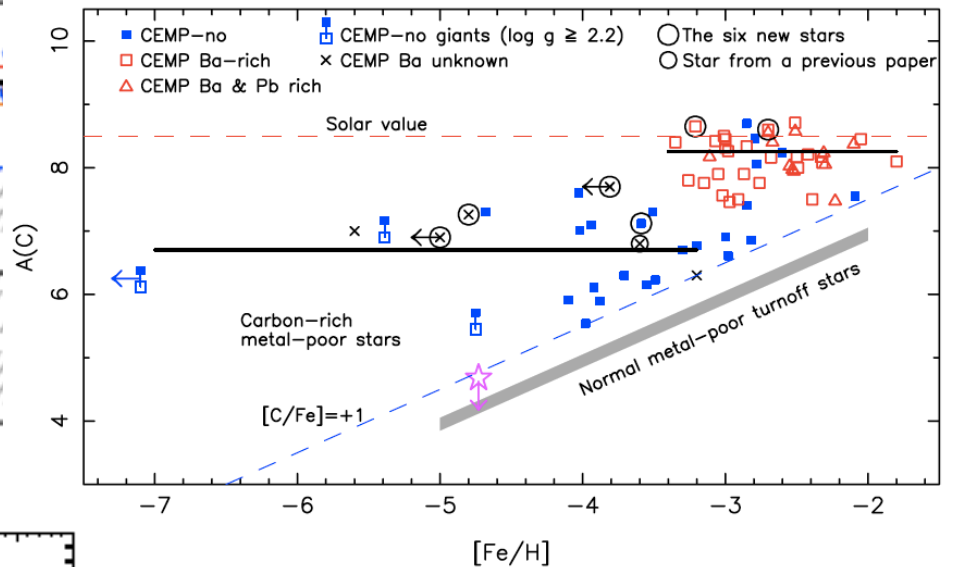 CEMP-no
CEMP Ba-rich
CEMP Ba & Pb rich
CEMP-no giants (log g ≧ 2.2)
CEMP Ba unknown
The six new stars
Star from a previous paper
Solar value
Carbon-rich
metal-poor stars
[C/Fe]=+1
Normal metal-poor turnoff stars
A(C)
10
8
6
4
−7
−6
−5
−4
−3
−2
[Fe/H]